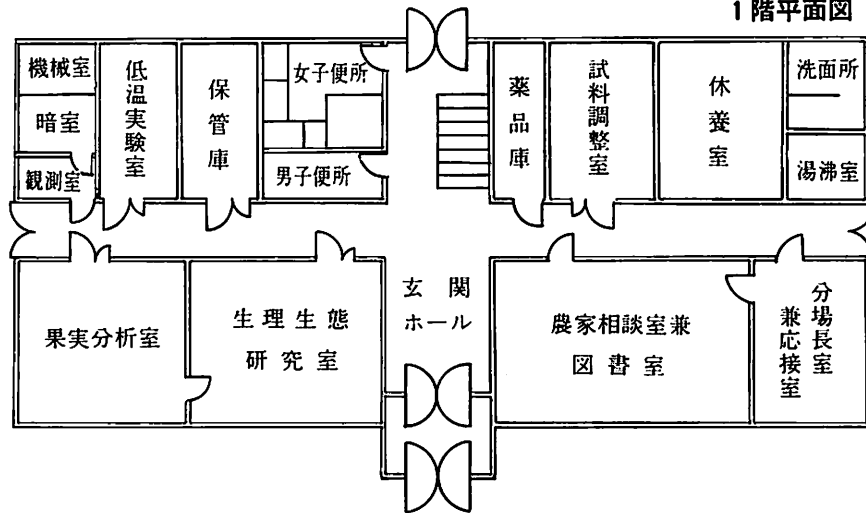 1階平面図
機械室
暗室
観測室
低温実験室
保管庫
女子便所
男子便所
薬品庫
試料調整室
休養室
洗面所
湯沸室
果実分析室
生理生態
研究室
玄関
ホール
農家相談室兼
図書室
分場長室
兼応接室